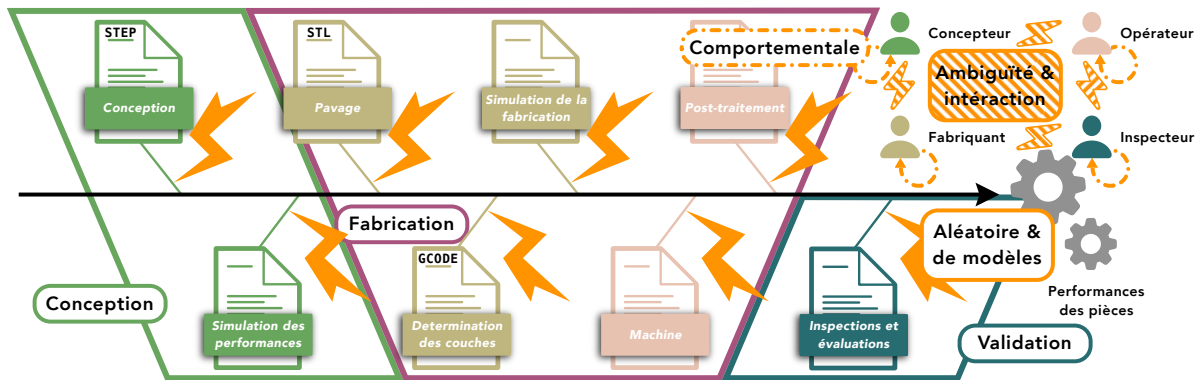 STEP
Conception
STL
Pavage
Simulation de la
fabrication
Post-traitement
Comportementale
Concepteur
Opérateur
Ambiguïté &
intéraction
Fabriquant
Inspecteur
Conception
Simulation des
performances
Fabrication
GCODE
Determination
des couches
Machine
Inspections et
évaluations
Aléatoire &
de modèles
Performances
des pièces
Validation